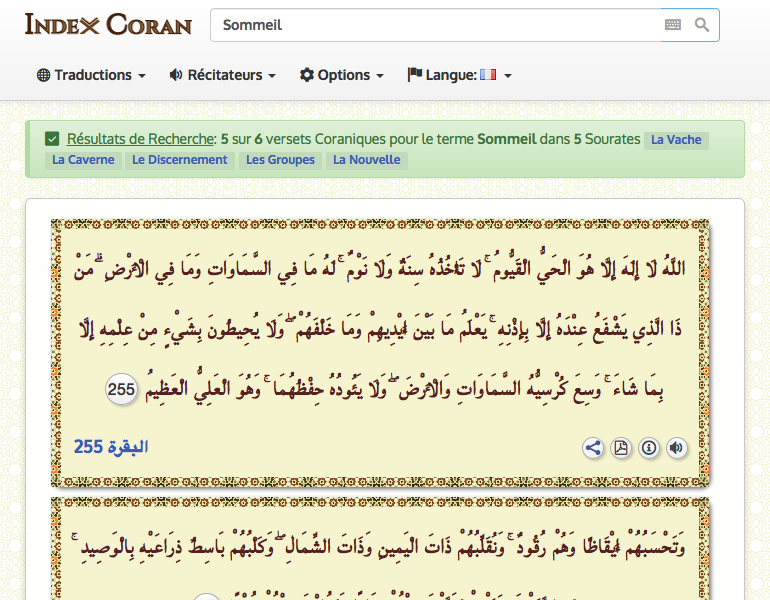 INDEX CORAN
Sommeil
Traductions Récitateurs Options Langue:
Résultats de Recherche: 5 sur 6 versets Coraniques pour le terme Sommeil dans 5 Sourates La Vache
La Caverne Le Discernement Les Groupes La Nouvelle
اللَّهُ لَا إِلَٰهَ إِلَّا هُوَ الْحَيُّ الْقَيُّومُ ۚ لَا تَأْخُذُهُ سِنَةٌ وَلَا نَوْمٌ ۚ لَهُ مَا فِي السَّمَاوَاتِ وَمَا فِي الْأَرْضِ ۗ مَنْ
ذَا الَّذِي يَشْفَعُ عِنْدَهُ إِلَّا بِإِذْنِهِ ۚ يَعْلَمُ مَا بَيْنَ أَيْدِيهِمْ وَمَا خَلْفَهُمْ ۖ وَلَا يُحِيطُونَ بِشَيْءٍ مِنْ عِلْمِهِ إِلَّا
بِمَا شَاءَ ۚ وَسِعَ كُرْسِيُّهُ السَّمَاوَاتِ وَالْأَرْضَ ۖ وَلَا يَئُودُهُ حِفْظُهُمَا ۚ وَهُوَ الْعَلِيُّ الْعَظِيمُ 255
البقرة 255
وَتَحْسَبُهُمْ أَيْقَاظًا وَهُمْ رُقُودٌ ۚ وَنُقَلِّبُهُمْ ذَاتَ الْيَمِينِ وَذَاتَ الشِّمَالِ ۖ وَكَلْبُهُمْ بَاسِطٌ ذِرَاعَيْهِ بِالْوَصِيدِ ۚ